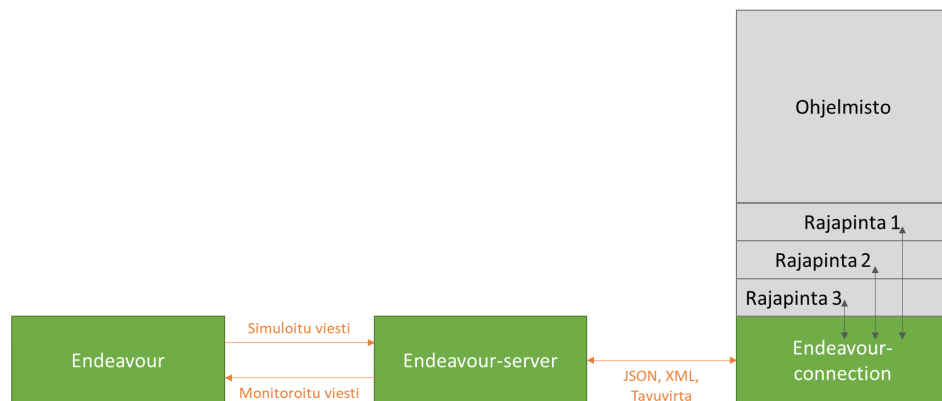 Ohjelmisto
Rajapinta 1
Rajapinta 2
Rajapinta 3
Endeavour
Simuloitu viesti
Monitoroitu viesti
Endeavour-server
JSON, XML,
Tavuvirta
Endeavour-
connection